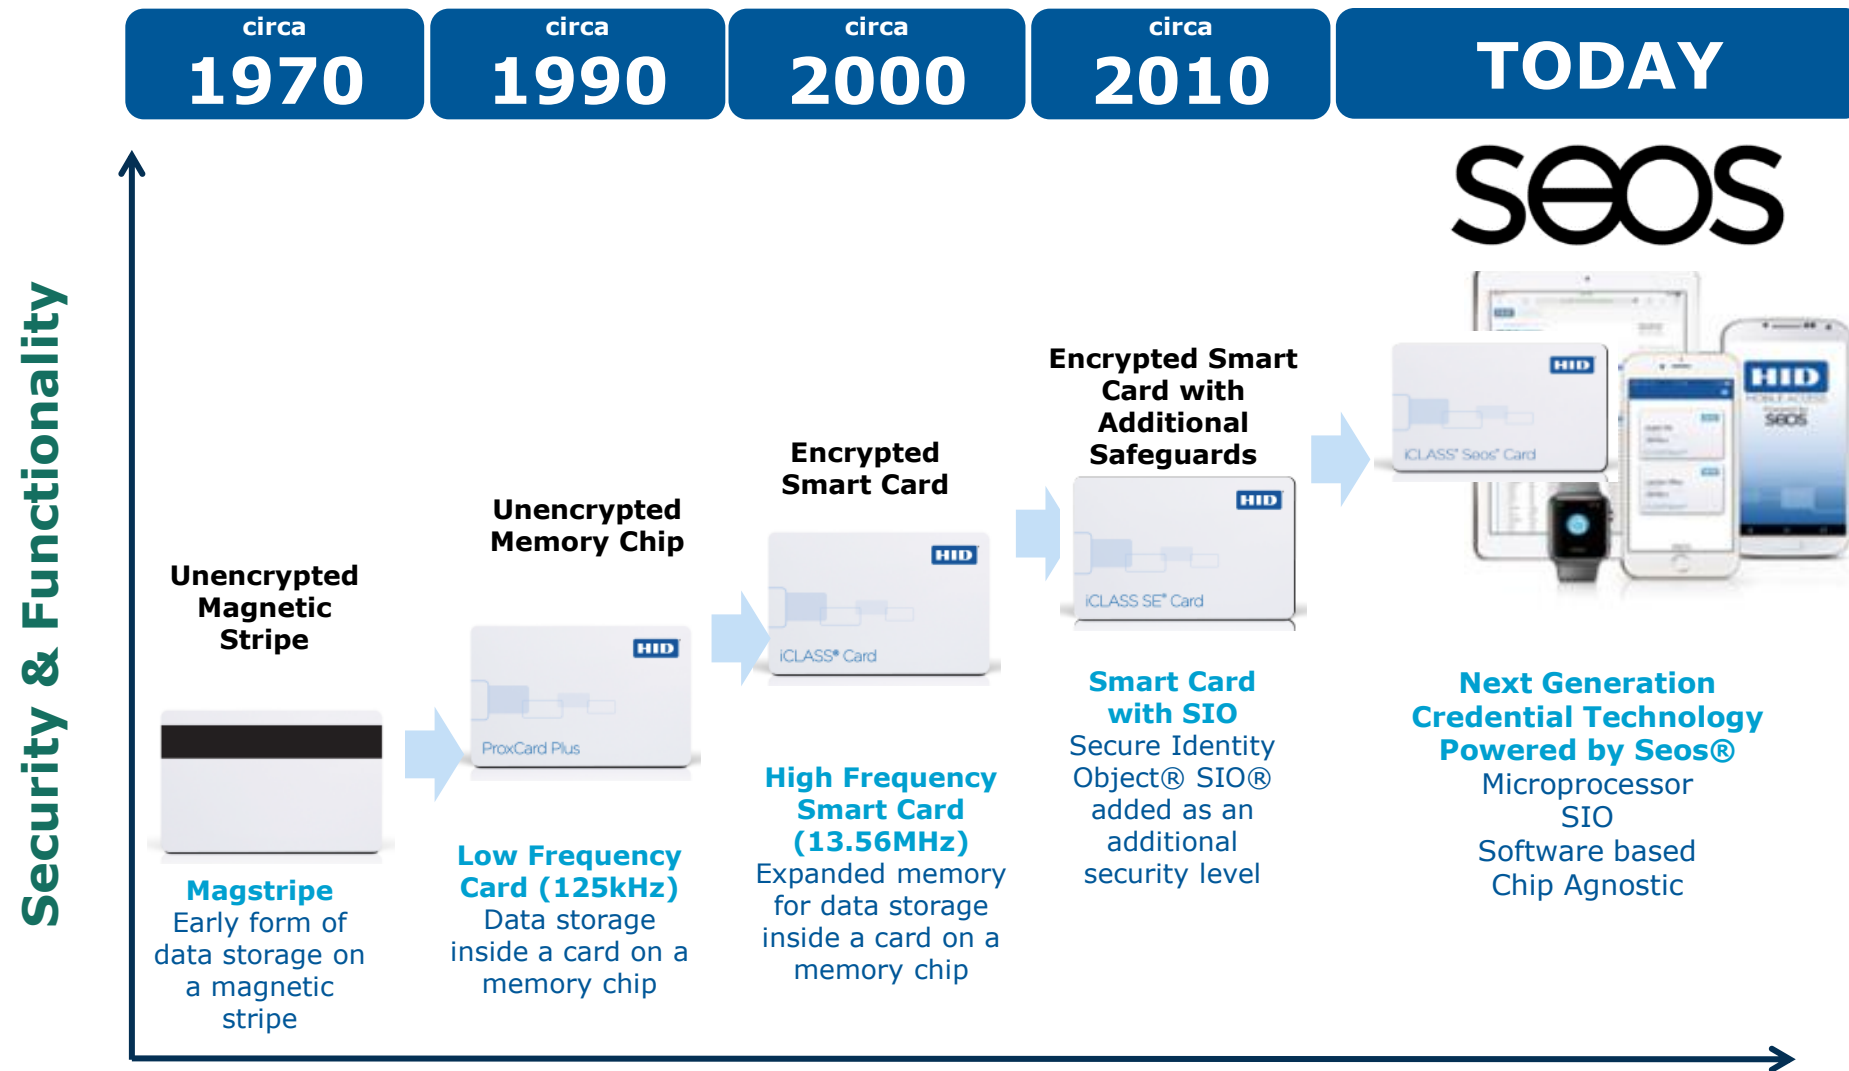 circa
1970
circa
1990
circa
2000
circa
2010
TODAY
Security & Functionality
Unencrypted
Magnetic
Stripe
Magstripe
Early form of
data storage on
a magnetic
stripe
Unencrypted
Memory Chip
HID
ProxCard Plus
Low Frequency
Card (125kHz)
Data storage
inside a card on a
memory chip
Encrypted
Smart Card
HID
iCLASS® Card
High Frequency
Smart Card
(13.56MHz)
Expanded memory
for data storage
inside a card on a
memory chip
Encrypted Smart
Card with
Additional
Safeguards
HID
iCLASS SE® Card
Smart Card
with SIO
Secure Identity
Object® SIO®
added as an
additional
security level
seos
HID
iCLASS® Seos® Card
HID
MOBILE ACCESS
seos
Next Generation
Credential Technology
Powered by Seos®
Microprocessor
SIO
Software based
Chip Agnostic